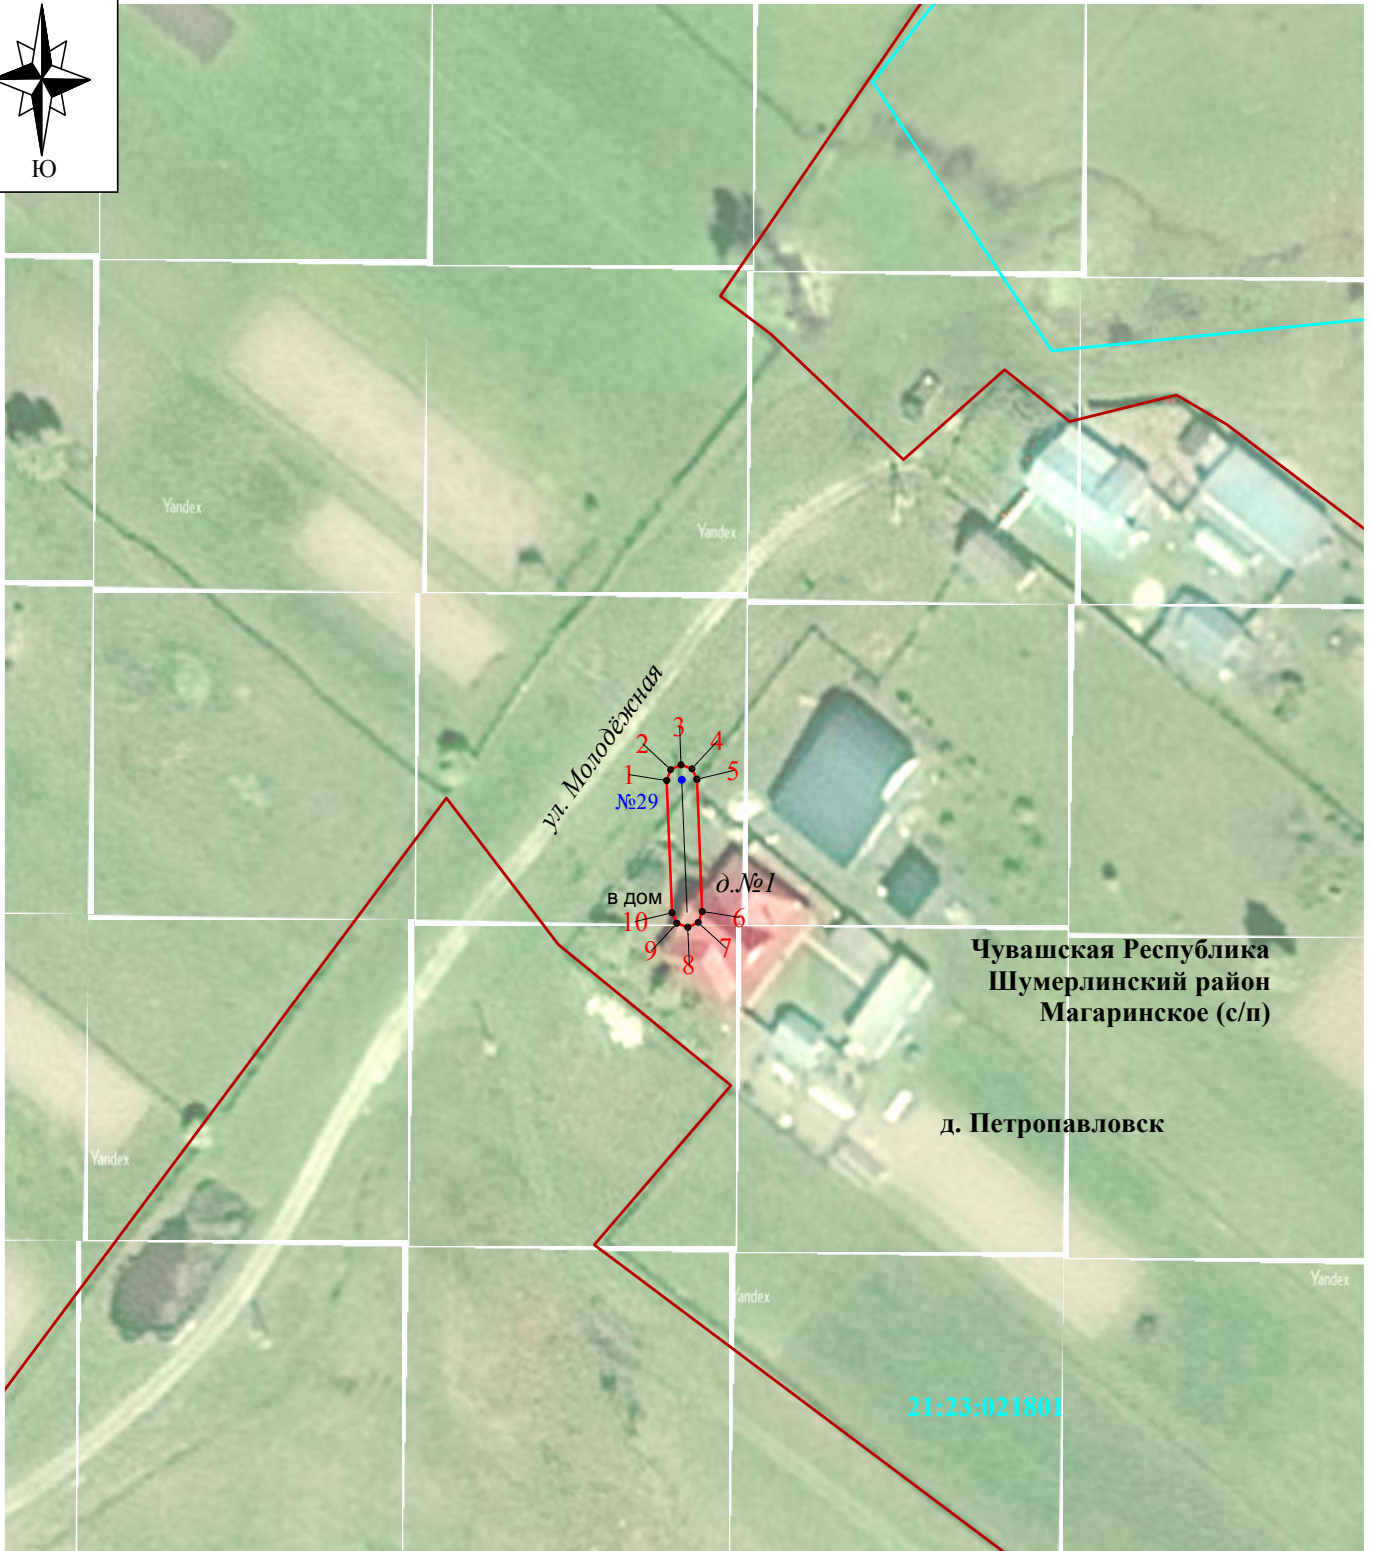 Ю
Yandex
Yandex
ул. Молодёжная
3
2
4
1
5
№29
д.№1
в дом
10
6
9
7
8
Чувашская Республика
Шумерлинский район
Магаринское (с/п)
д. Петропавловск
Yandex
Yandex
Yandex
21:23:021801